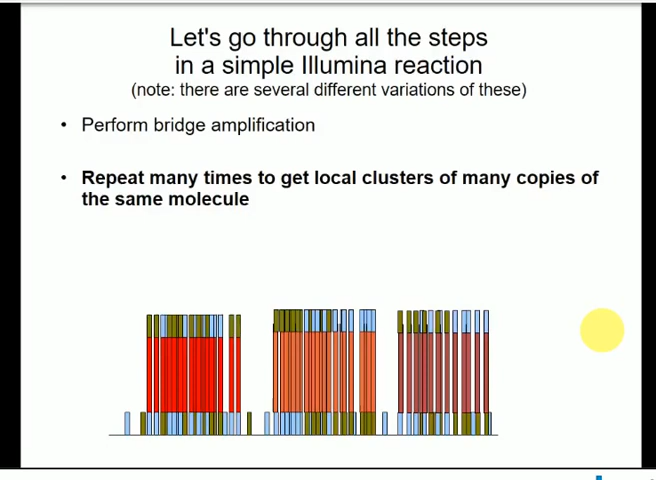 Let's go through all the steps
in a simple Illumina reaction
(note: there are several different variations of these)
• Perform bridge amplification
• Repeat many times to get local clusters of many copies of
the same molecule